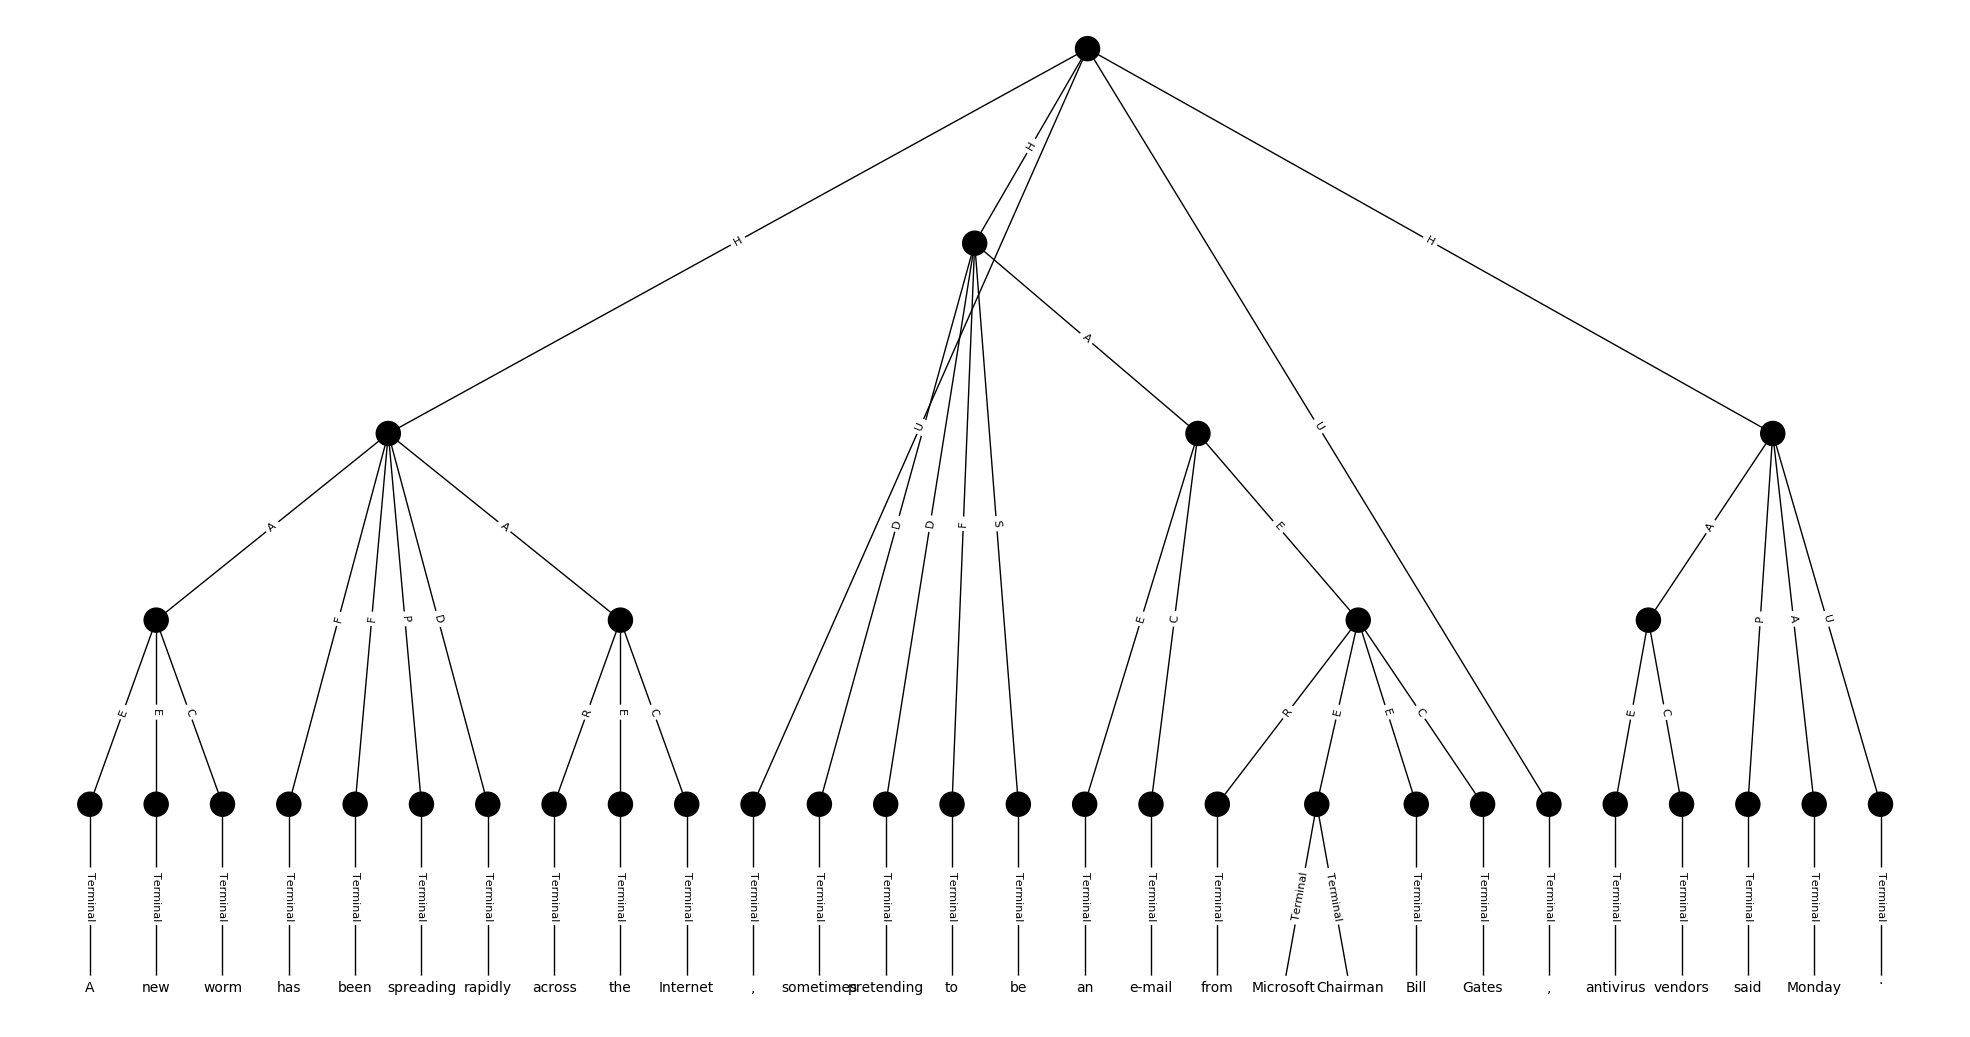 H
H H
A
U U
D D F S
A A E A
F F P D E C P A U
E E C R E C R E E C E C
Terminal Terminal Terminal Terminal Terminal Terminal Terminal Terminal Terminal Terminal Terminal Terminal Terminal Terminal Terminal Terminal Terminal Terminal Terminal Terminal Terminal Terminal Terminal Terminal Terminal Terminal Terminal Terminal
A new worm has been spreading rapidly across the Internet , sometimes pretending to be an e-mail from Microsoft Chairman Bill Gates , antivirus vendors said Monday .